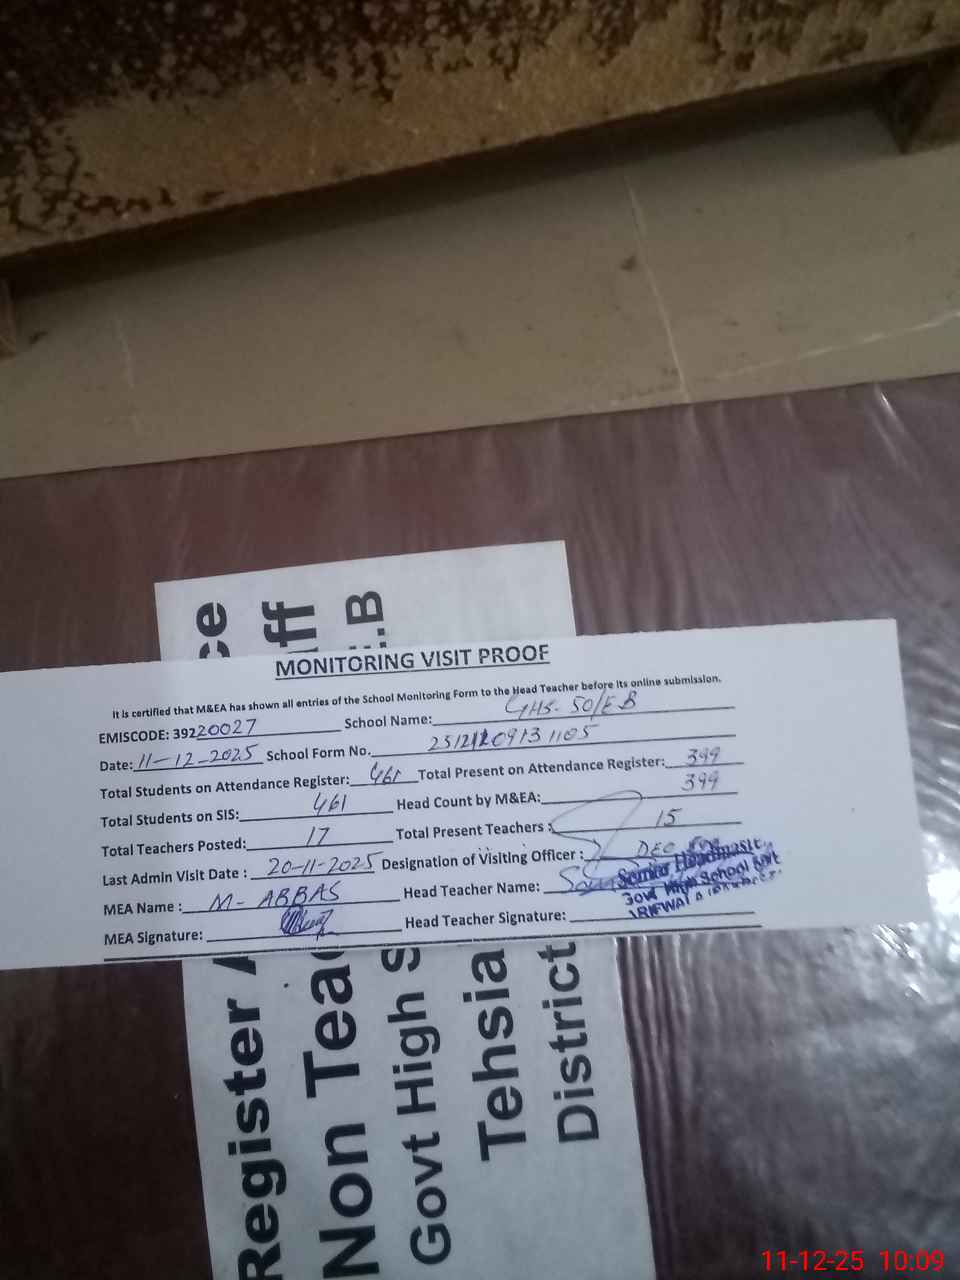 MONITORING VISIT PROOF
It is certified that M&EA has shown all entries of the School Monitoring Form to the Head Teacher before its online submission.
EMISCODE: 39220027 School Name: GHS- 50/EB
Date: 11-12-2025 School Form No.
Total Students on Attendance Register: 461 Total Present on Attendance Register: 399
Total Students on SIS: 461 Head Count by M&EA: 399
Total Teachers Posted: 17 Total Present Teachers: 15
Last Admin Visit Date: 20-11-2025 Designation of Visiting Officer: DEO
MEA Name: M- ABBAS Head Teacher Name:
Senior Headmaster
Govt High School
MEA Signature: Head Teacher Signature:
Register
Non Tea
Govt High S
Tehsi
District
ff
E.B
11-12-25 10:09